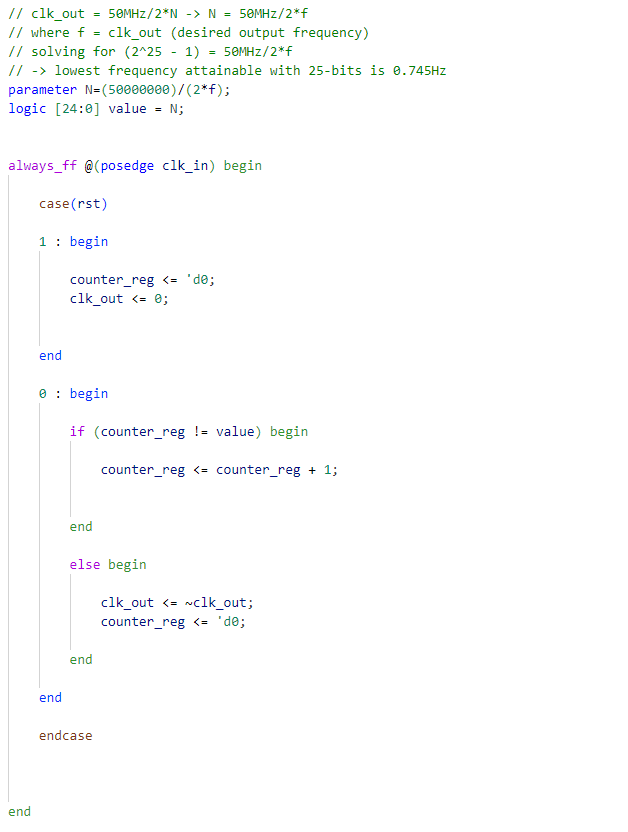 // clk_out = 50MHz/2*N -> N = 50MHz/2*f
// where f = clk_out (desired output frequency)
// solving for (2^25 - 1) = 50MHz/2*f
// -> lowest frequency attainable with 25-bits is 0.745Hz
parameter N=(50000000)/(2*f);
logic [24:0] value = N;
always_ff @(posedge clk_in) begin
case(rst)
1 : begin
counter_reg <= 'd0;
clk_out <= 0;
end
0 : begin
if (counter_reg != value) begin
counter_reg <= counter_reg + 1;
end
else begin
clk_out <= ~clk_out;
counter_reg <= 'd0;
end
end
endcase
end